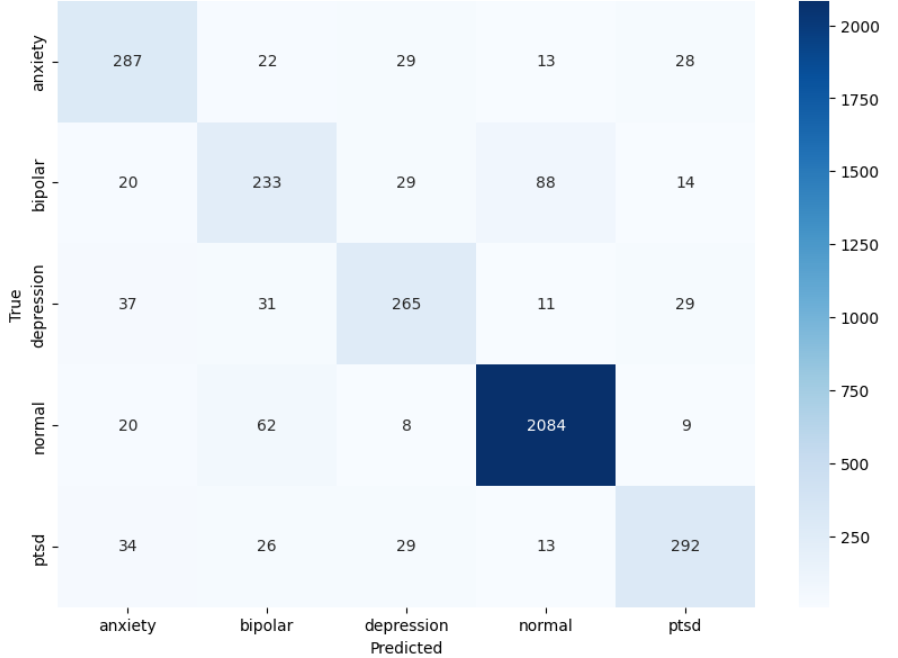 anxiety 287 22 29 13 28
bipolar 20 233 29 88 14
depression 37 31 265 11 29
normal 20 62 8 2084 9
ptsd 34 26 29 13 292
True
anxiety bipolar depression normal ptsd
Predicted
2000
1750
1500
1250
1000
750
500
250